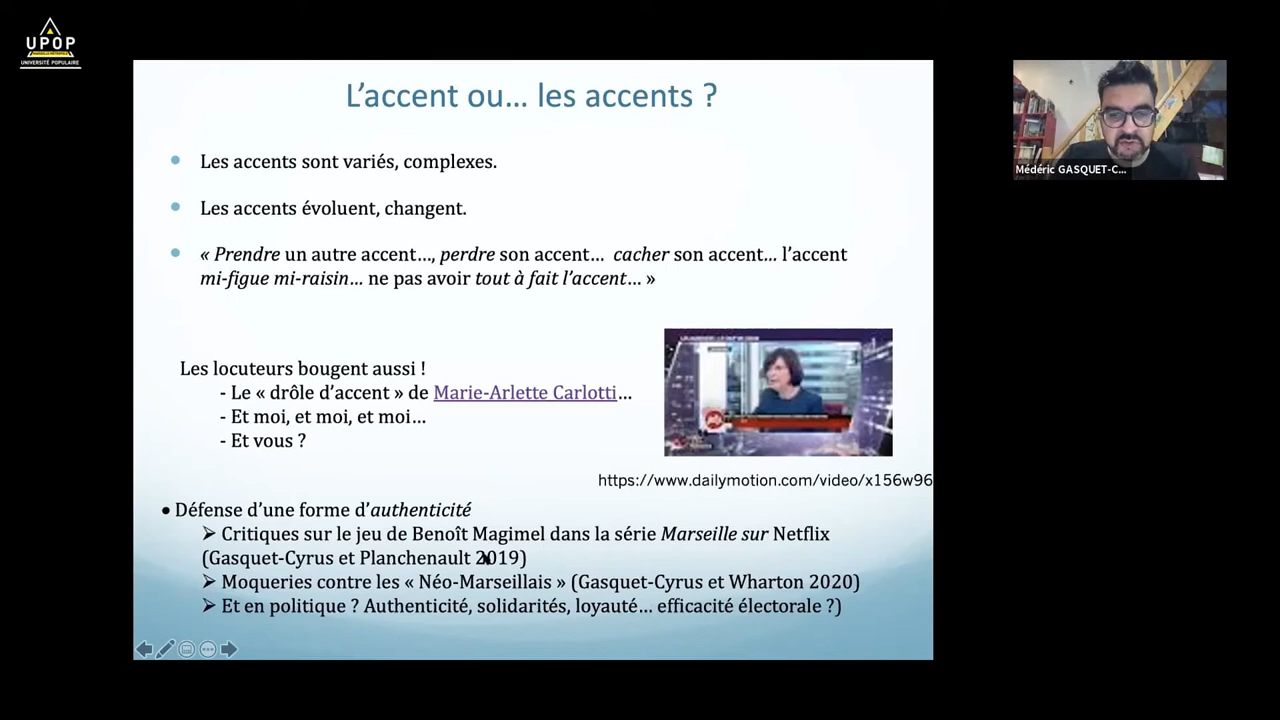 UPOP
UNIVERSITÉ POPULAIRE
L’accent ou… les accents ?
Les accents sont variés, complexes.
Les accents évoluent, changent.
« Prendre un autre accent…, perdre son accent… cacher son accent… l’accent
mi-figue mi-raisin… ne pas avoir tout à fait l’accent… »
Les locuteurs bougent aussi !
- Le « drôle d’accent » de Marie-Arlette Carlotti…
- Et moi, et moi, et moi…
- Et vous ?
https://www.dailymotion.com/video/x156w96
• Défense d’une forme d’authenticité
➢ Critiques sur le jeu de Benoît Magimel dans la série Marseille sur Netflix
(Gasquet-Cyrus et Planchenault 2019)
➢ Moqueries contre les « Néo-Marseillais » (Gasquet-Cyrus et Wharton 2020)
➢ Et en politique ? Authenticité, solidarités, loyauté… efficacité électorale ?)
Médéric GASQUET-C...